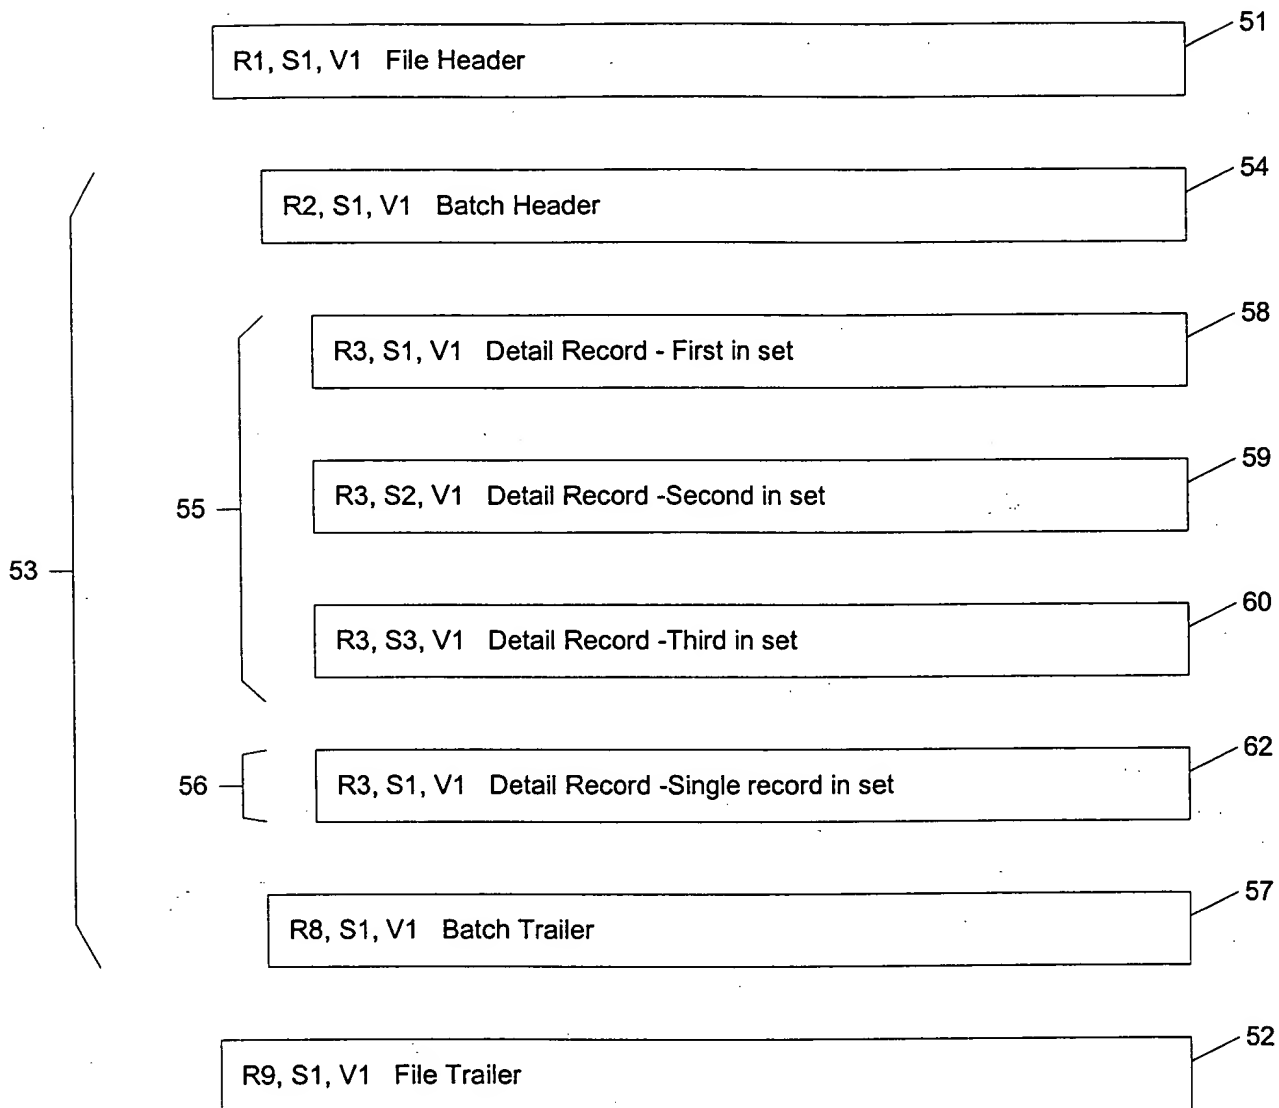 51
R1, S1, V1 File Header
54
R2, S1, V1 Batch Header
58
R3, S1, V1 Detail Record - First in set
59
R3, S2, V1 Detail Record -Second in set
55
53
60
R3, S3, V1 Detail Record -Third in set
62
R3, S1, V1 Detail Record -Single record in set
56
57
R8, S1, V1 Batch Trailer
52
R9, S1, V1 File Trailer